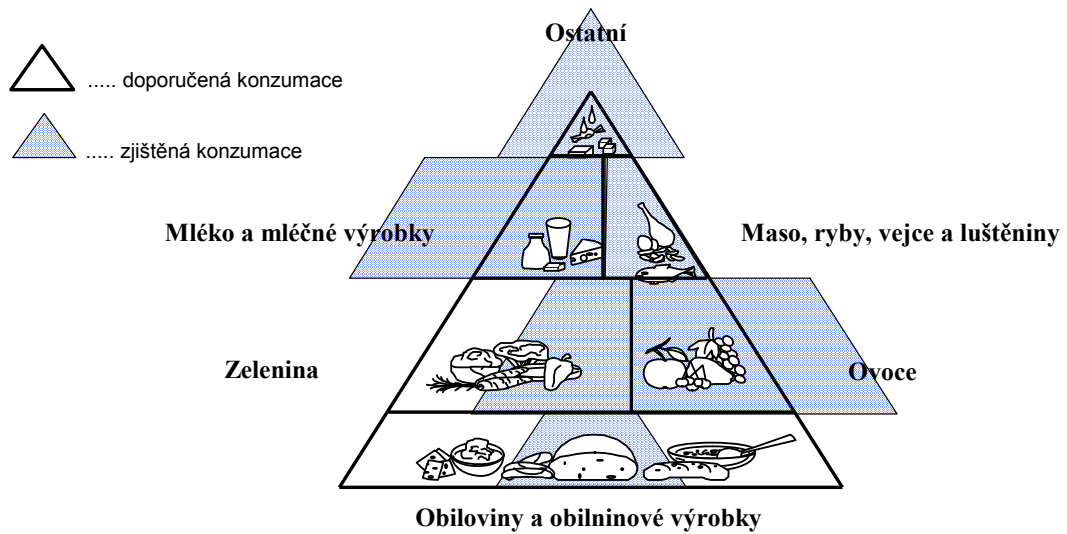 Ostatní
..... doporučená konzumace
..... zjištěná konzumace
Mléko a mléčné výrobky
Maso, ryby, vejce a luštěniny
Zelenina
Ovoce
Obiloviny a obilninové výrobky